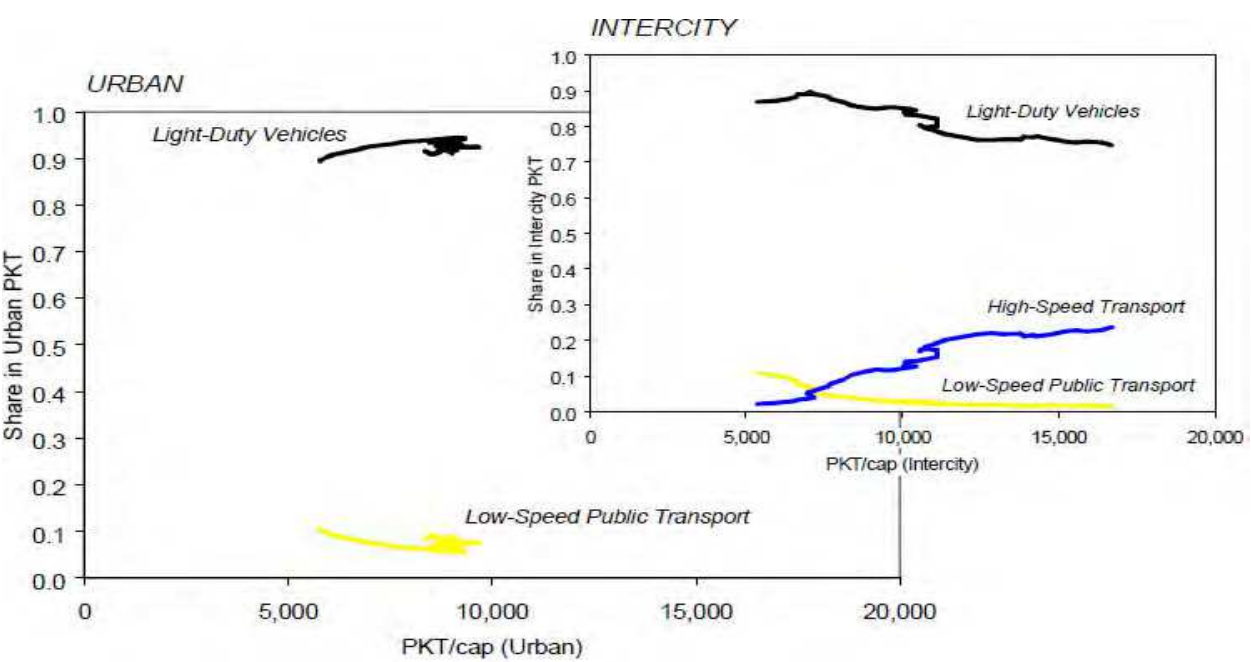 INTERCITY
URBAN
1.0
0.9
0.8
0.7
0.6
0.5
0.4
0.3
0.2
0.1
0.0
Share in Intercity PKT
Light-Duty Vehicles
High-Speed Transport
Low-Speed Public Transport
0 5,000 10,000 15,000 20,000
PKT/cap (Intercity)
1.0
0.9
0.8
0.7
0.6
0.5
0.4
0.3
0.2
0.1
0.0
Share in Urban PKT
Light-Duty Vehicles
Low-Speed Public Transport
0 5,000 10,000 15,000 20,000
PKT/cap (Urban)